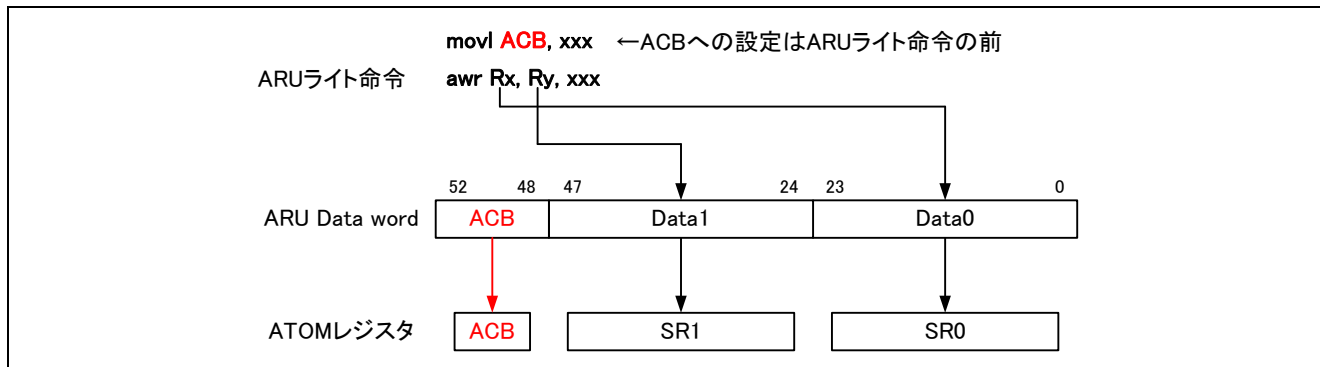 movl ACB, xxx ←ACBへの設定はARUライト命令の前
ARUライト命令 awr Rx, Ry, xxx
52 48 47 24 23 0
ARU Data word ACB Data1 Data0
ATOMレジスタ ACB SR1 SR0